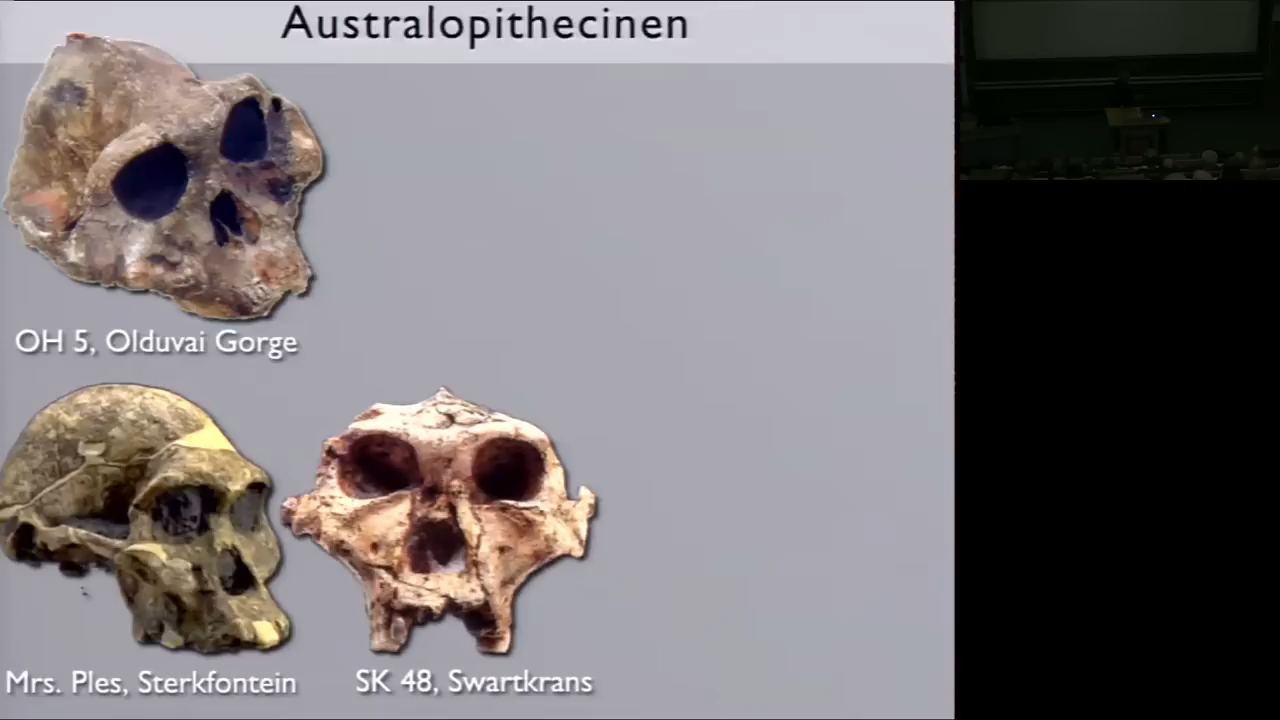 Australopithecinen
OH 5, Olduvai Gorge
Mrs. Ples, Sterkfontein
SK 48, Swartkrans